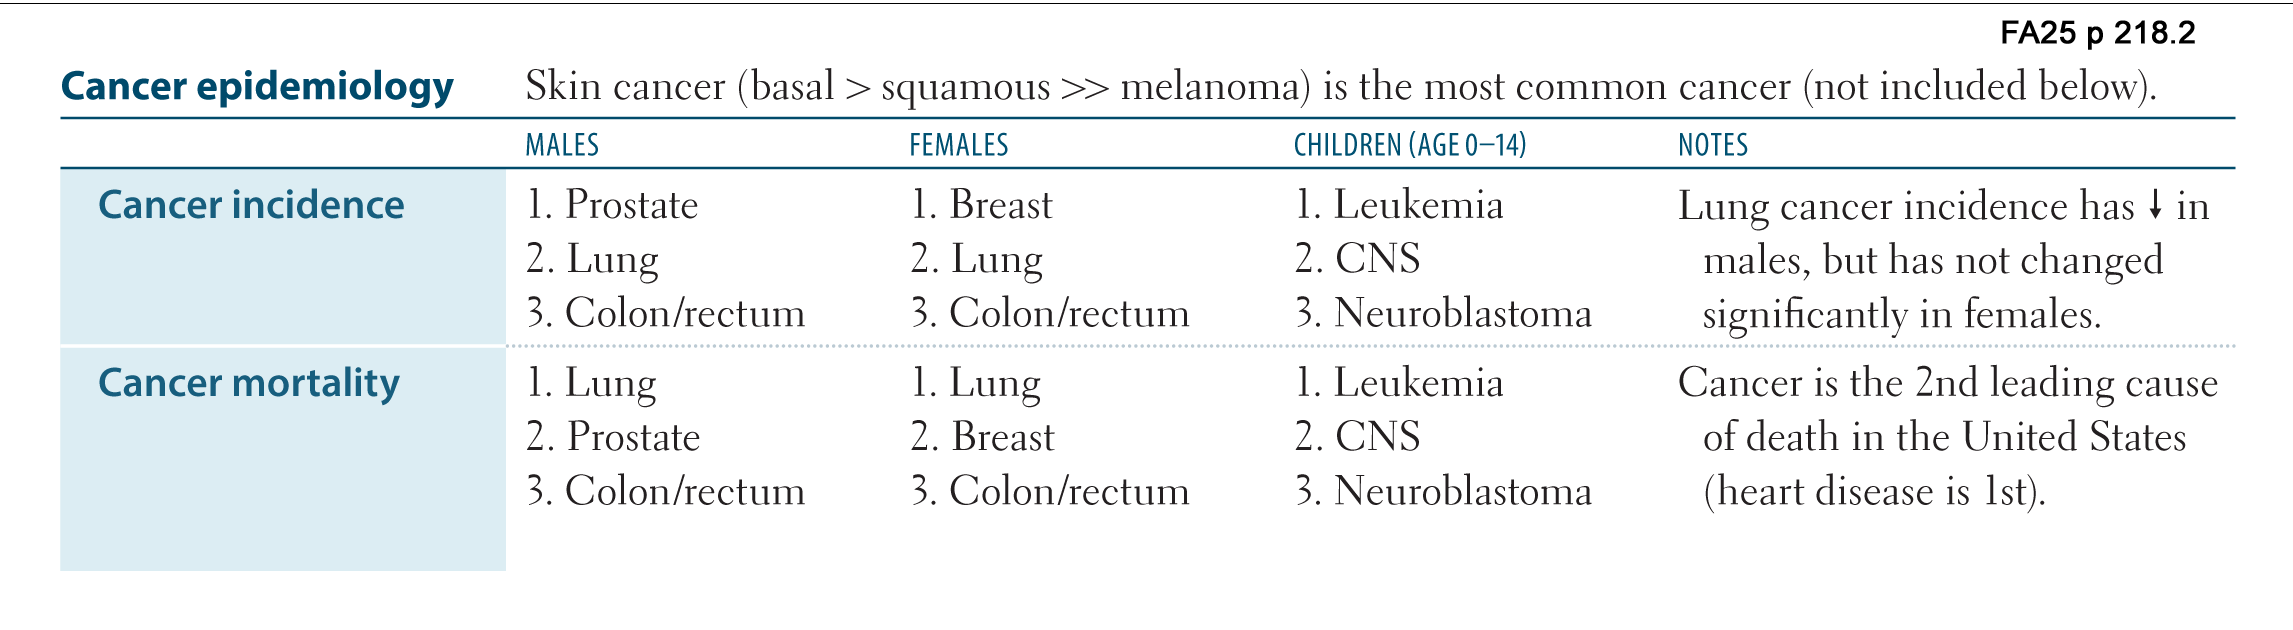 FA25 p 218.2
Cancer epidemiology Skin cancer (basal > squamous >> melanoma) is the most common cancer (not included below).
MALES FEMALES CHILDREN (AGE 0–14) NOTES
Cancer incidence 1. Prostate 1. Breast 1. Leukemia Lung cancer incidence has ↓ in
2. Lung 2. Lung 2. CNS males, but has not changed
3. Colon/rectum 3. Colon/rectum 3. Neuroblastoma significantly in females.
Cancer mortality 1. Lung 1. Lung 1. Leukemia Cancer is the 2nd leading cause
2. Prostate 2. Breast 2. CNS of death in the United States
3. Colon/rectum 3. Colon/rectum 3. Neuroblastoma (heart disease is 1st).